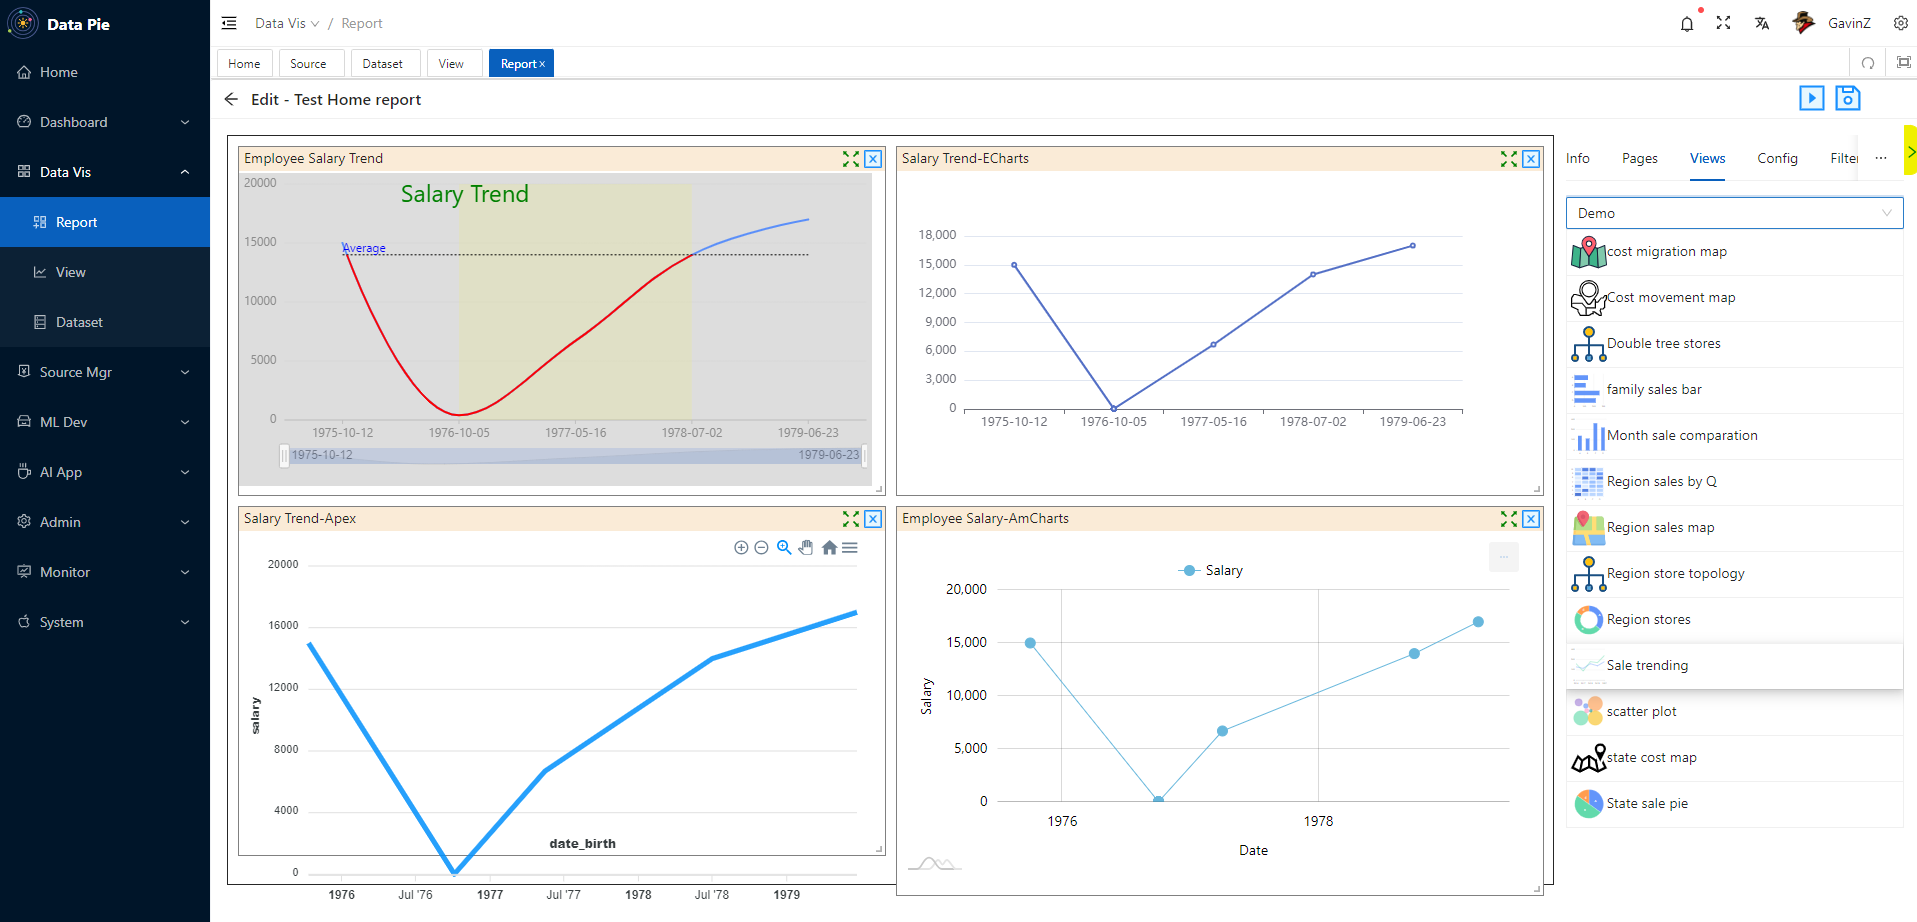 Data Pie
Home
Dashboard
Data Vis
Report
View
Dataset
Source Mgr
ML Dev
AI App
Admin
Monitor
System
Data Vis / Report
GavinZ
Home Source Dataset View Report×
Edit - Test Home report
Employee Salary Trend
Salary Trend
20000
15000
10000
5000
0
Average
1975-10-12 1976-10-05 1977-05-16 1978-07-02 1979-06-23
1975-10-12 1979-06-23
Salary Trend-ECharts
18,000
15,000
12,000
9,000
6,000
3,000
0
1975-10-12 1976-10-05 1977-05-16 1978-07-02 1979-06-23
Salary Trend-Apex
20000
16000
12000
8000
4000
0
salary
date_birth
1976 Jul '76 1977 Jul '77 1978 Jul '78 1979
Employee Salary-AmCharts
...
Salary
20,000
15,000
10,000
5,000
0
Salary
1976 1978
Date
Info Pages Views Config Filter ...
Demo
cost migration map
Cost movement map
Double tree stores
family sales bar
Month sale comparation
Region sales by Q
Region sales map
Region store topology
Region stores
Sale trending
scatter plot
state cost map
State sale pie